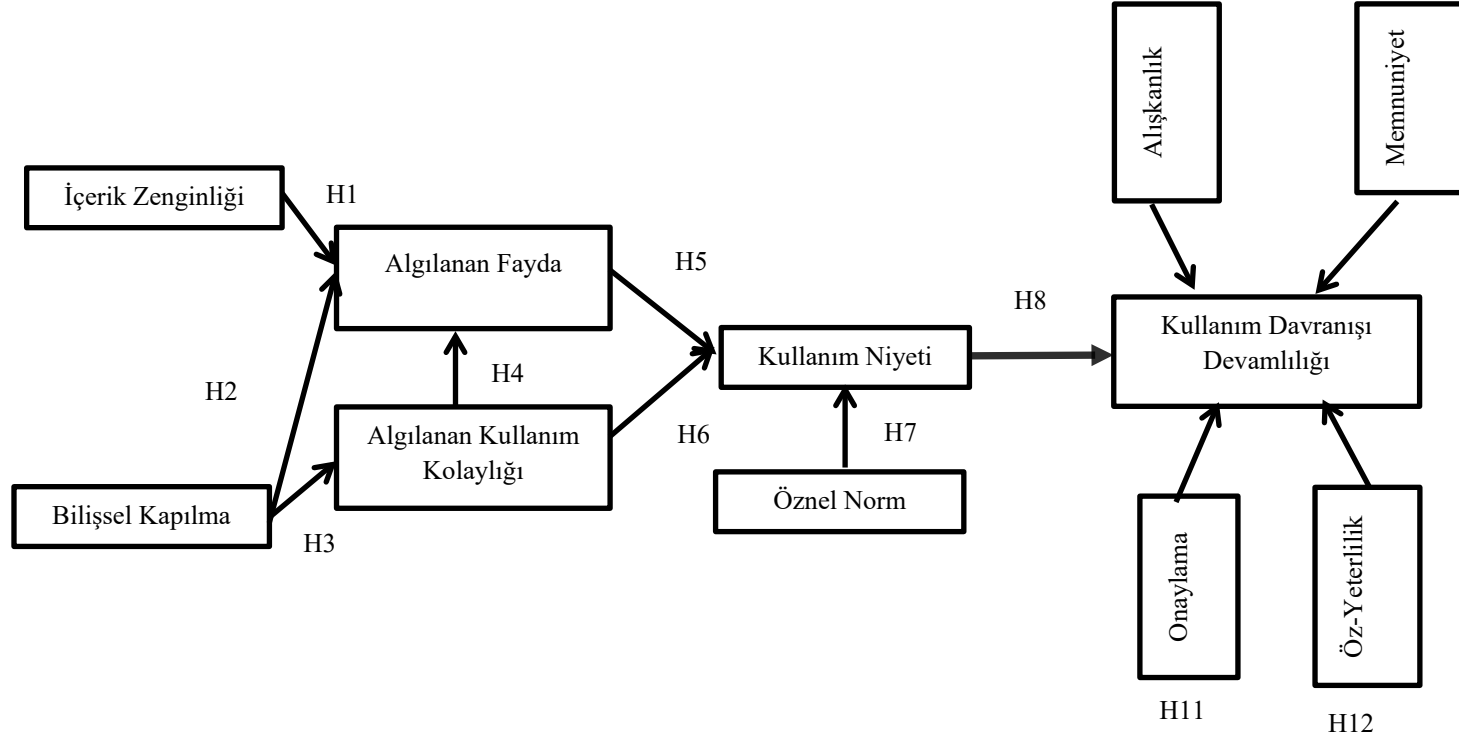 Alışkanlık
Memnuniyet
İçerik Zenginliği
H1
Algılanan Fayda
H5
H8
Kullanım Davranışı
Devamlılığı
Kullanım Niyeti
H2
H4
Algılanan Kullanım
Kolaylığı
H6
H7
Bilişsel Kapılma
H3
Öznel Norm
Onaylama
Öz-Yeterlilik
H11
H12